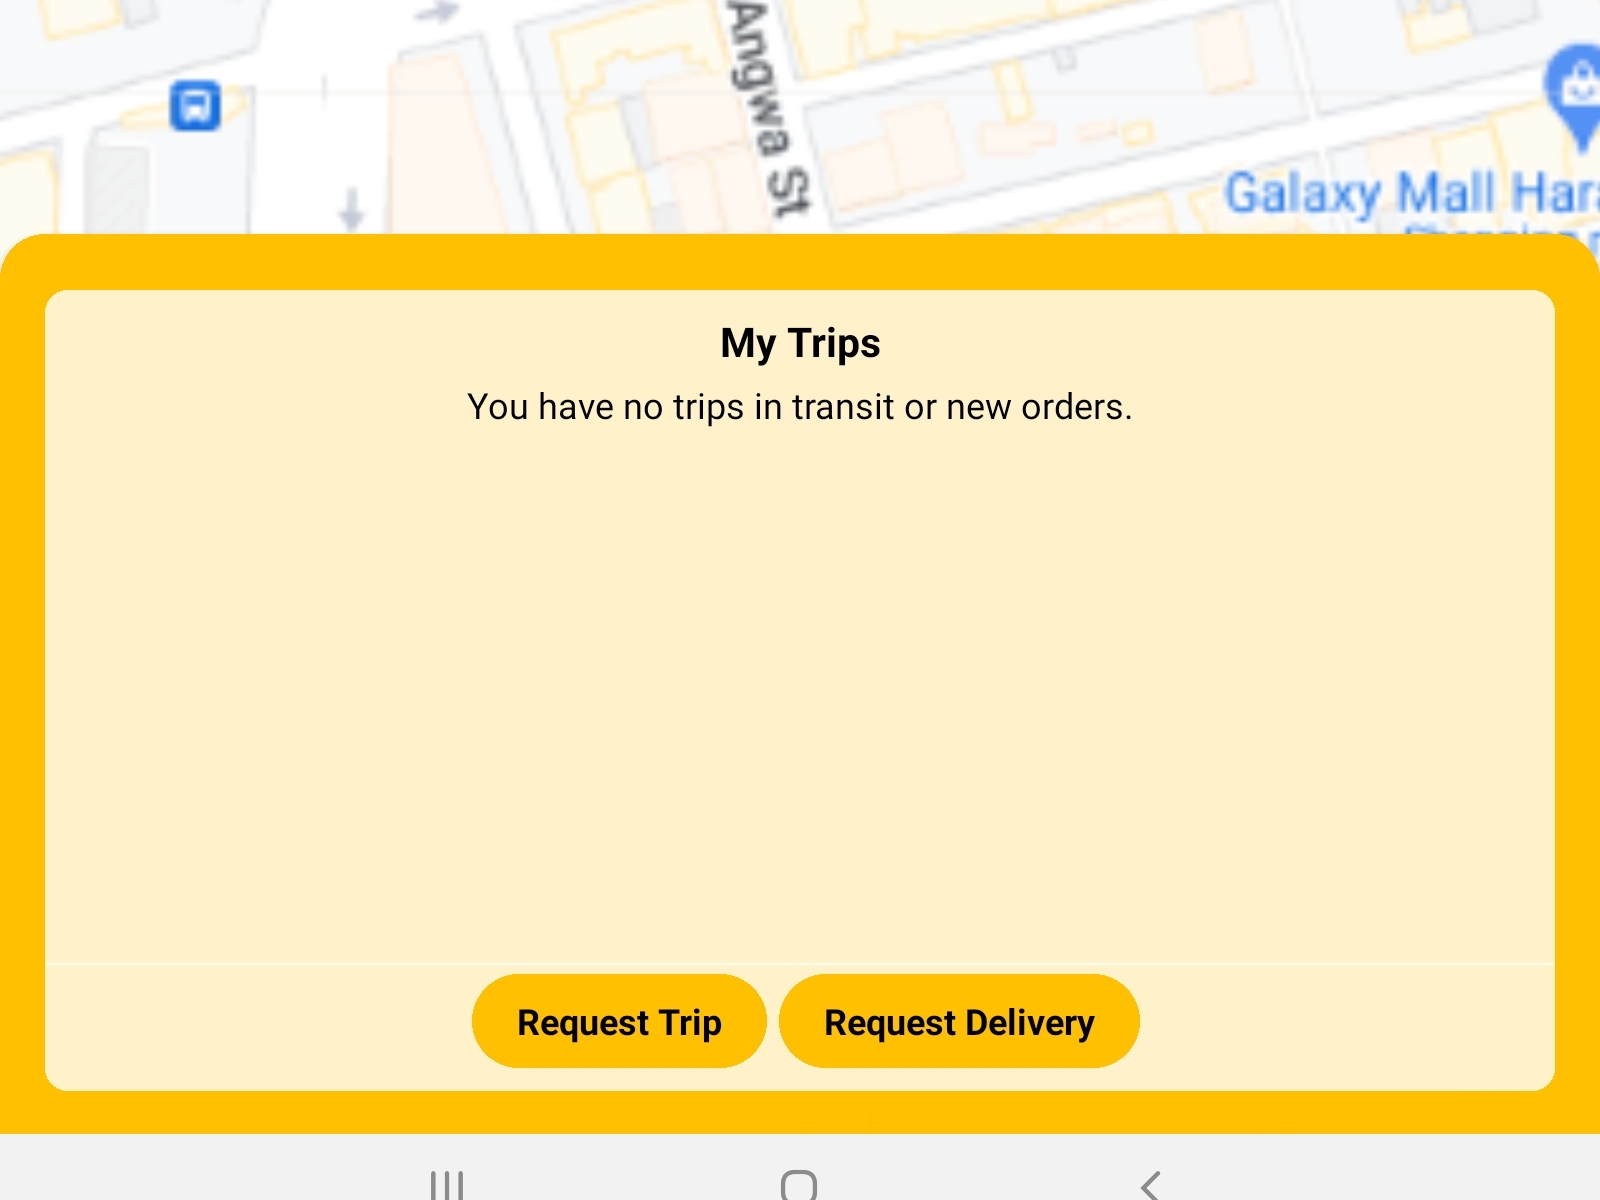 Angwa St
Galaxy Mall
My Trips
You have no trips in transit or new orders.
Request Trip
Request Delivery